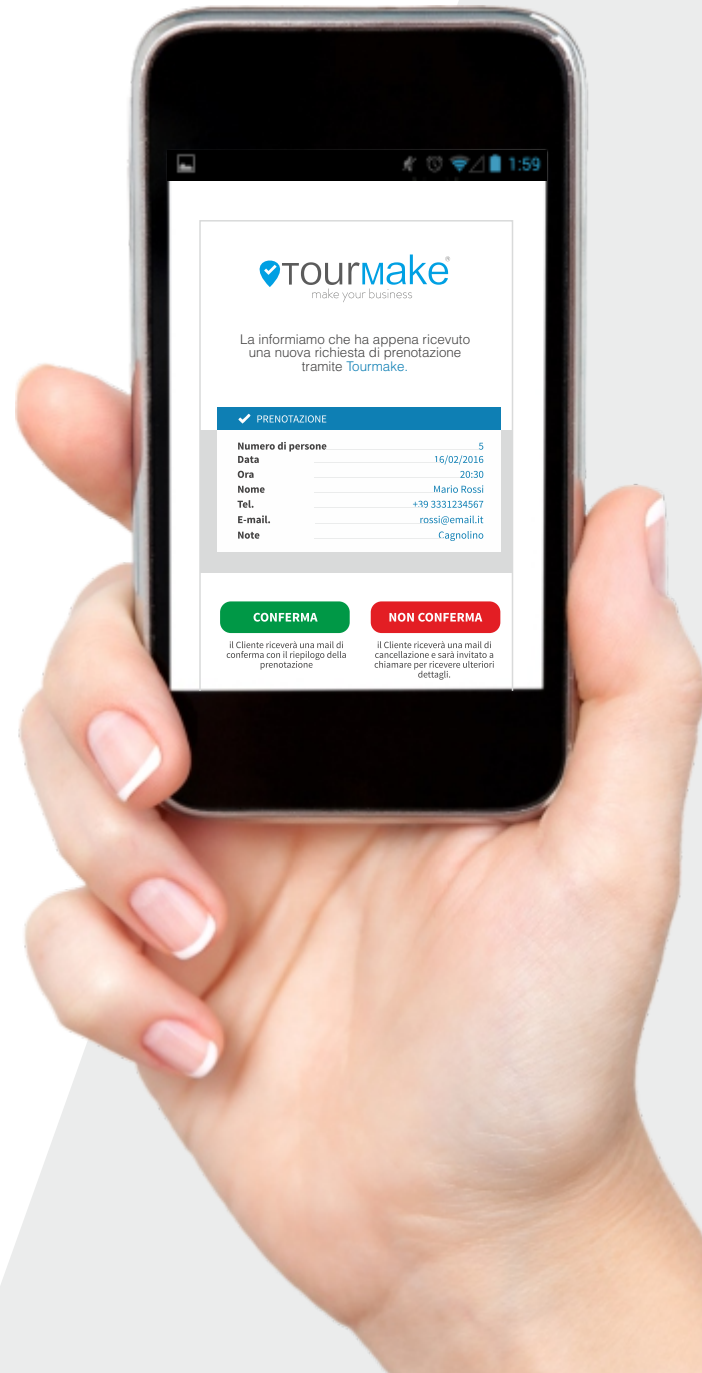 1:59
TOURMAKE®
make your business
La informiamo che ha appena ricevuto
una nuova richiesta di prenotazione
tramite Tourmake.
PRENOTAZIONE
Numero di persone 5
Data 16/02/2016
Ora 20:30
Nome Mario Rossi
Tel. +39 3331234567
E-mail. rossi@email.it
Note Cagnolino
CONFERMA
NON CONFERMA
il Cliente riceverà una mail di
conferma con il riepilogo della
prenotazione
il Cliente riceverà una mail di
cancellazione e sarà invitato a
chiamare per ricevere ulteriori
dettagli.